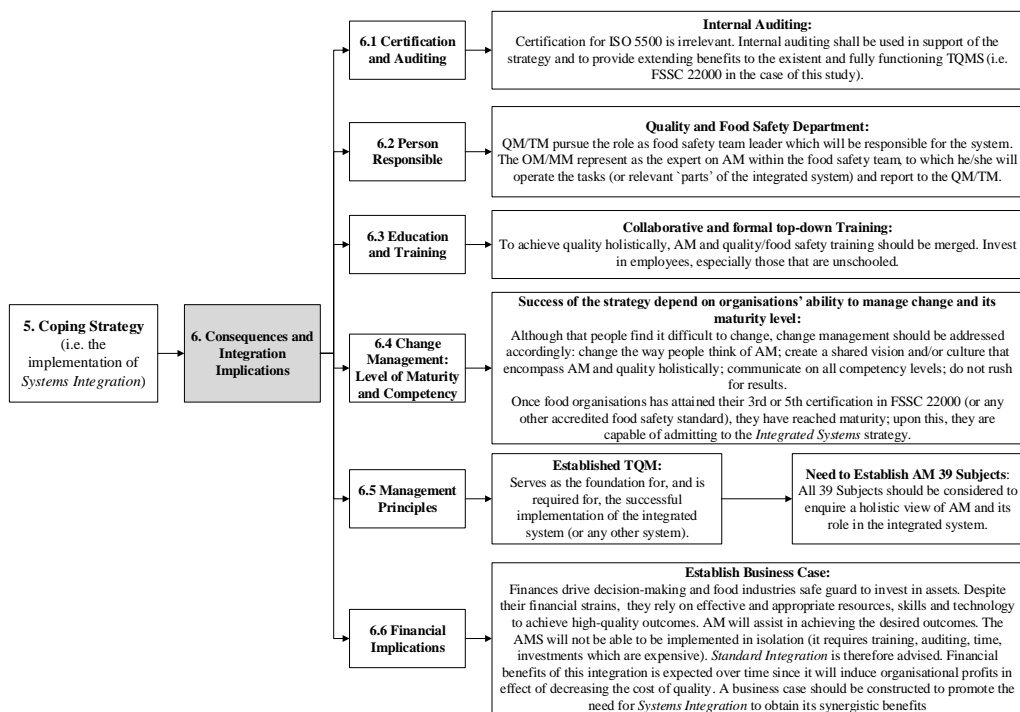 6.1 Certification
and Auditing
Internal Auditing:
Certification for ISO 5500 is irrelevant. Internal auditing shall be used in support of the
strategy and to provide extending benefits to the existent and fully functioning TQMS (i.e.
FSSC 22000 in the case of this study).
6.2 Person
Responsible
Quality and Food Safety Department:
QM/TM pursue the role as food safety team leader which will be responsible for the system.
The OM/MM represent as the expert on AM within the food safety team, to which he/she will
operate the tasks (or relevant `parts' of the integrated system) and report to the QM/TM.
6.3 Education
and Training
Collaborative and formal top-down Training:
To achieve quality holistically, AM and quality/food safety training should be merged. Invest
in employees, especially those that are unschooled.
5. Coping Strategy
(i.e. the
implementation of
Systems Integration)
6. Consequences and
Integration
Implications
6.4 Change
Management:
Level of Maturity
and Competency
Success of the strategy depend on organisations' ability to manage change and its
maturity level:
Although that people find it difficult to change, change management should be addressed
accordingly: change the way people think of AM; create a shared vision and/or culture that
encompass AM and quality holistically; communicate on all competency levels; do not rush
for results.
Once food organisations has attained their 3rd or 5th certification in FSSC 22000 (or any
other accredited food safety standard), they have reached maturity; upon this, they are
capable of admitting to the Integrated Systems strategy.
6.5 Management
Principles
Established TQM:
Serves as the foundation for, and is
required for, the successful
implementation of the integrated
system (or any other system).
Need to Establish AM 39 Subjects:
All 39 Subjects should be considered to
enquire a holistic view of AM and its
role in the integrated system.
6.6 Financial
Implications
Establish Business Case:
Finances drive decision-making and food industries safe guard to invest in assets. Despite
their financial strains, they rely on effective and appropriate resources, skills and technology
to achieve high-quality outcomes. AM will assist in achieving the desired outcomes. The
AMS will not be able to be implemented in isolation (it requires training, auditing, time,
investments which are expensive). Standard Integration is therefore advised. Financial
benefits of this integration is expected over time since it will induce organisational profits in
effect of decreasing the cost of quality. A business case should be constructed to promote the
need for Systems Integration to obtain its synergistic benefits